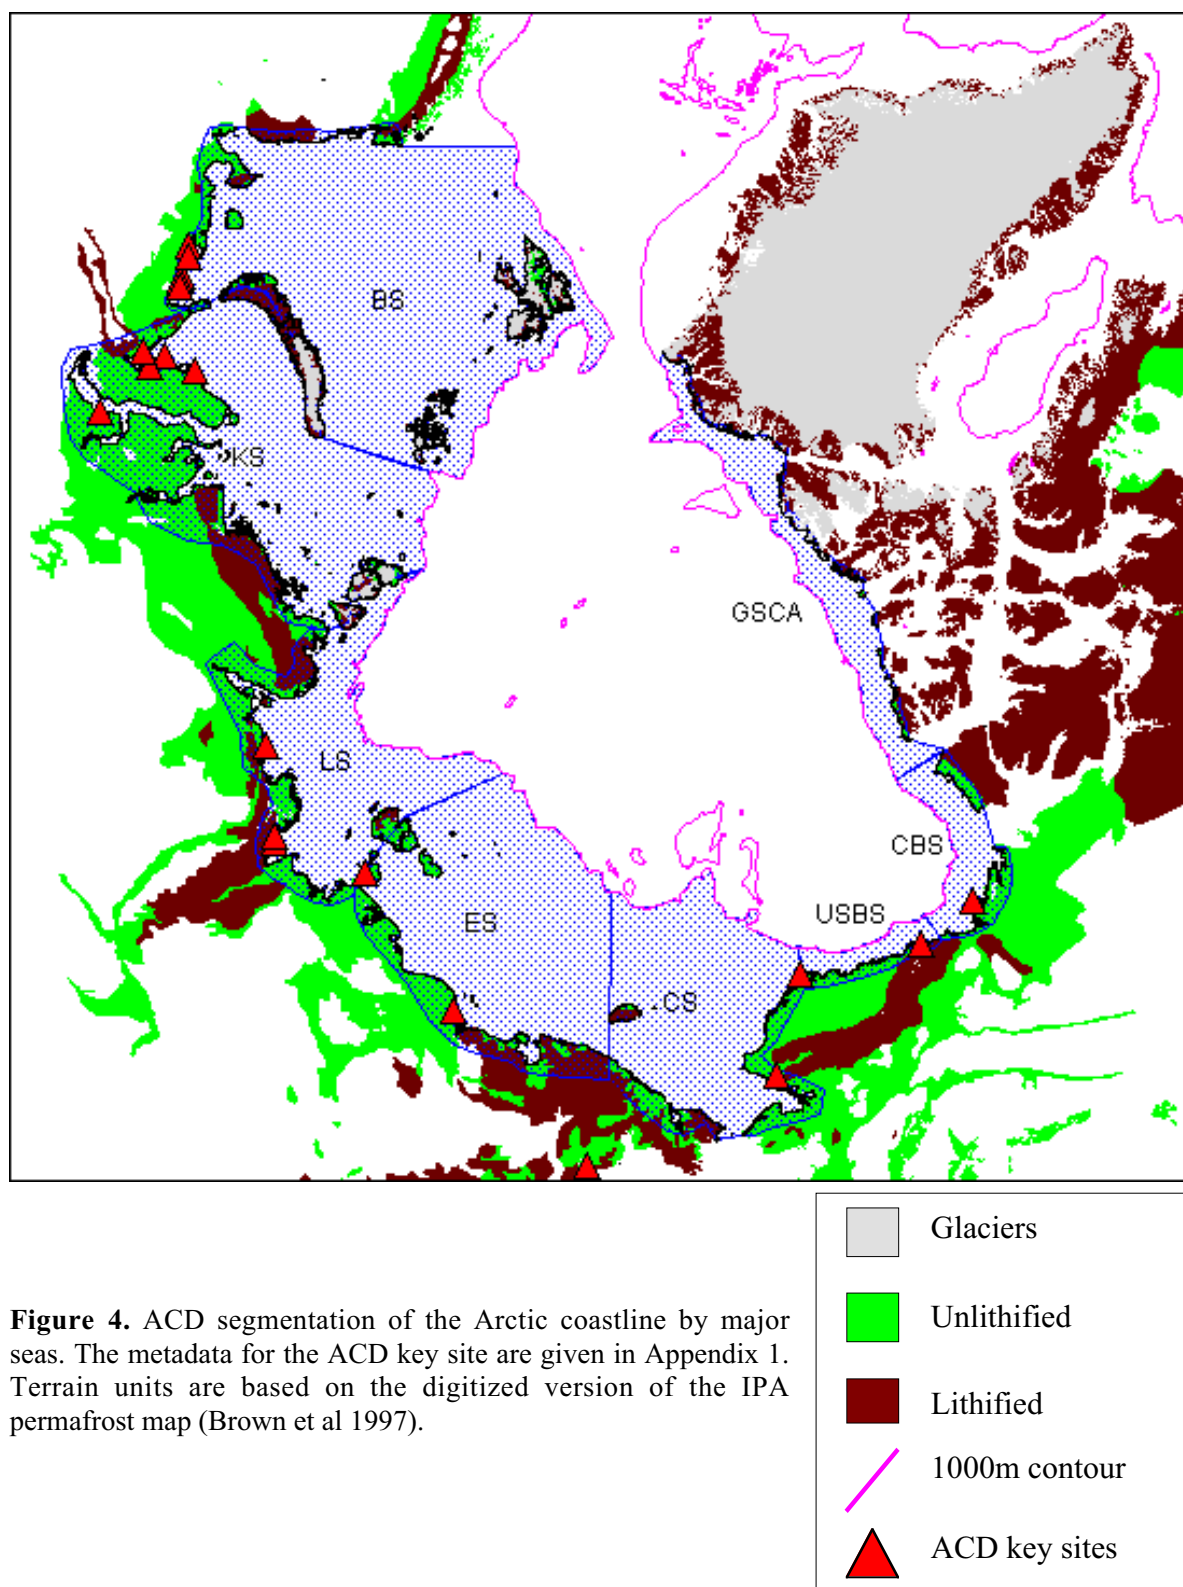 BS
KS
GSCA
LS
CBS
USBS
ES
CS
Glaciers
Unlithified
Lithified
1000m contour
ACD key sites
Figure 4. ACD segmentation of the Arctic coastline by major
seas. The metadata for the ACD key site are given in Appendix 1.
Terrain units are based on the digitized version of the IPA
permafrost map (Brown et al 1997).